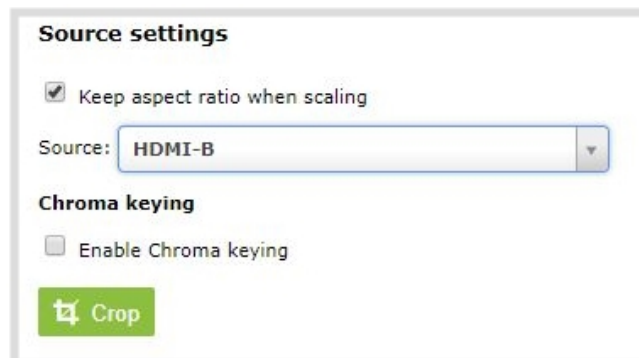 Source settings
Keep aspect ratio when scaling
Source: HDMI-B
Chroma keying
Enable Chroma keying
Crop